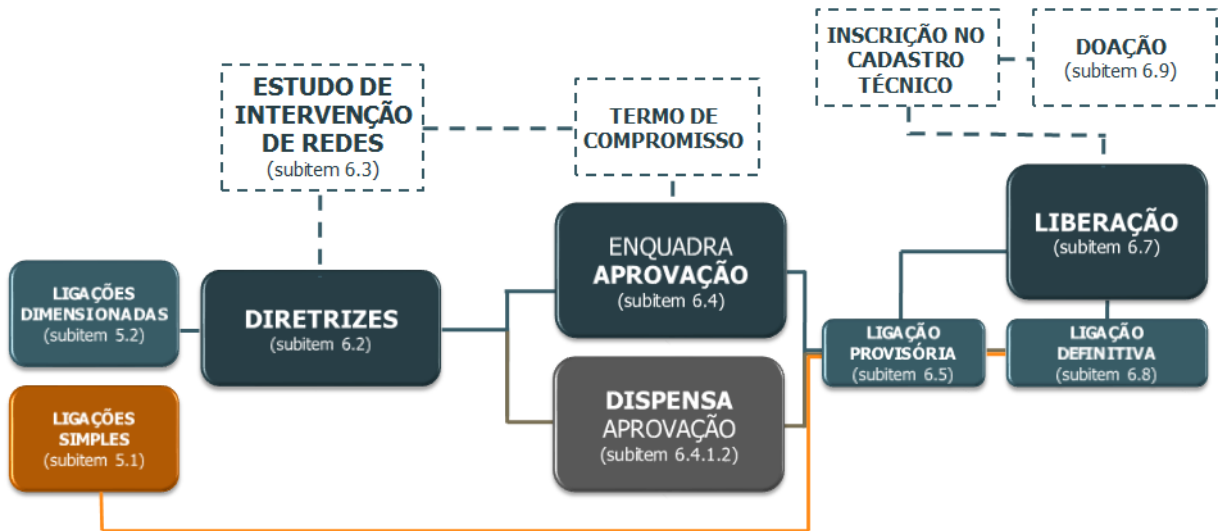 ESTUDO DE
INTERVENÇÃO
DE REDES
(subitem 6.3)
TERMO DE
COMPROMISSO
INSCRIÇÃO NO
CADASTRO
TÉCNICO
DOAÇÃO
(subitem 6.9)
LIGAÇÕES
DIMENSIONADAS
(subitem 5.2)
DIRETRIZES
(subitem 6.2)
ENQUADRA
APROVAÇÃO
(subitem 6.4)
LIBERAÇÃO
(subitem 6.7)
LIGAÇÕES
SIMPLES
(subitem 5.1)
DISPENSA
APROVAÇÃO
(subitem 6.4.1.2)
LIGAÇÃO
PROVISÓRIA
(subitem 6.5)
LIGAÇÃO
DEFINITIVA
(subitem 6.8)